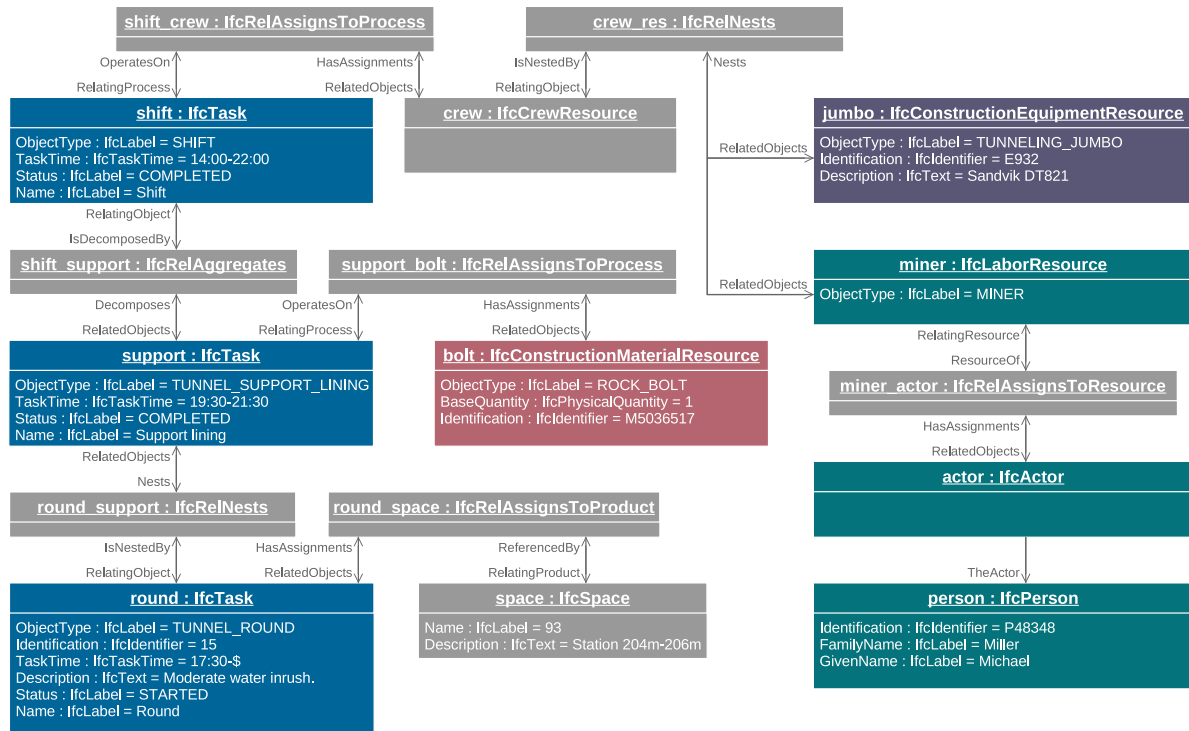 shift_crew : IfcRelAssignsToProcess
crew_res : IfcRelNests
OperatesOn
HasAssignments
IsNestedBy
Nests
RelatingProcess
RelatedObjects
RelatingObject
shift : IfcTask
ObjectType : IfcLabel = SHIFT
TaskTime : IfcTaskTime = 14:00-22:00
Status : IfcLabel = COMPLETED
Name : IfcLabel = Shift
crew : IfcCrewResource
jumbo : IfcConstructionEquipmentResource
ObjectType : IfcLabel = TUNNELING_JUMBO
Identification : IfcIdentifier = E932
Description : IfcText = Sandvik DT821
RelatedObjects
RelatingObject
IsDecomposedBy
shift_support : IfcRelAggregates
support_bolt : IfcRelAssignsToProcess
miner : IfcLaborResource
ObjectType : IfcLabel = MINER
RelatedObjects
Decomposes
OperatesOn
HasAssignments
RelatedObjects
RelatingProcess
RelatedObjects
RelatingResource
ResourceOf
support : IfcTask
ObjectType : IfcLabel = TUNNEL_SUPPORT_LINING
TaskTime : IfcTaskTime = 19:30-21:30
Status : IfcLabel = COMPLETED
Name : IfcLabel = Support lining
bolt : IfcConstructionMaterialResource
ObjectType : IfcLabel = ROCK_BOLT
BaseQuantity : IfcPhysicalQuantity = 1
Identification : IfcIdentifier = M5036517
miner_actor : IfcRelAssignsToResource
HasAssignments
RelatedObjects
RelatedObjects
Nests
actor : IfcActor
round_support : IfcRelNests
round_space : IfcRelAssignsToProduct
IsNestedBy
HasAssignments
ReferencedBy
RelatingObject
RelatedObjects
RelatingProduct
TheActor
round : IfcTask
ObjectType : IfcLabel = TUNNEL_ROUND
Identification : IfcIdentifier = 15
TaskTime : IfcTaskTime = 17:30-$
Description : IfcText = Moderate water inrush.
Status : IfcLabel = STARTED
Name : IfcLabel = Round
space : IfcSpace
Name : IfcLabel = 93
Description : IfcText = Station 204m-206m
person : IfcPerson
Identification : IfcIdentifier = P48348
FamilyName : IfcLabel = Miller
GivenName : IfcLabel = Michael